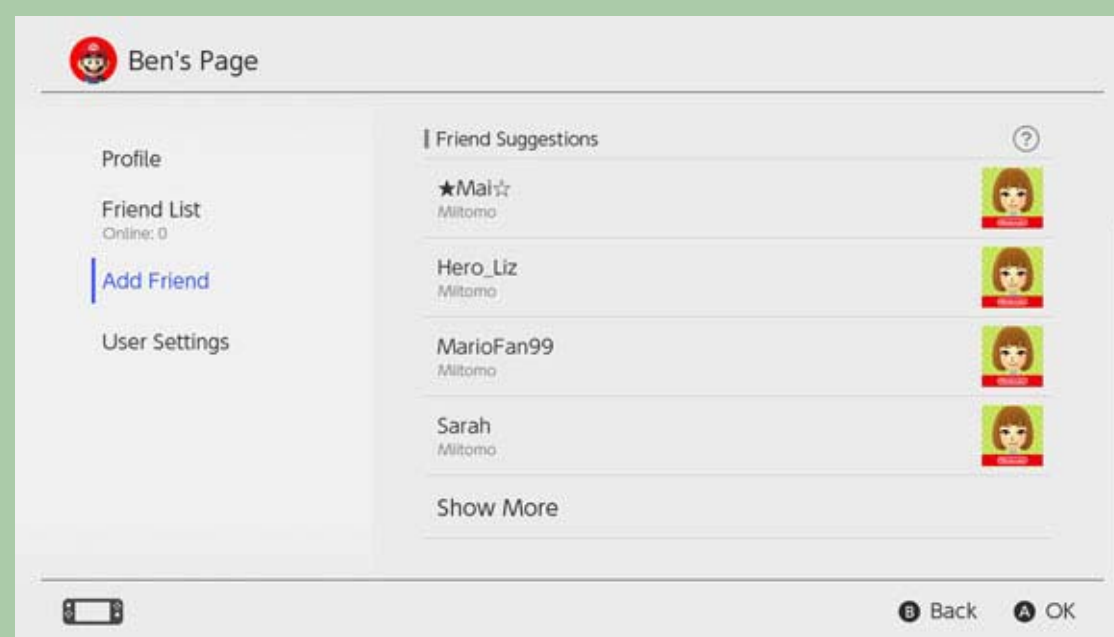 Ben's Page
Profile
Friend List
Online: 0
Add Friend
User Settings
Friend Suggestions
?
★Mai☆
Miitomo
Hero_Liz
Miitomo
MarioFan99
Miitomo
Sarah
Miitomo
Show More
B Back A OK